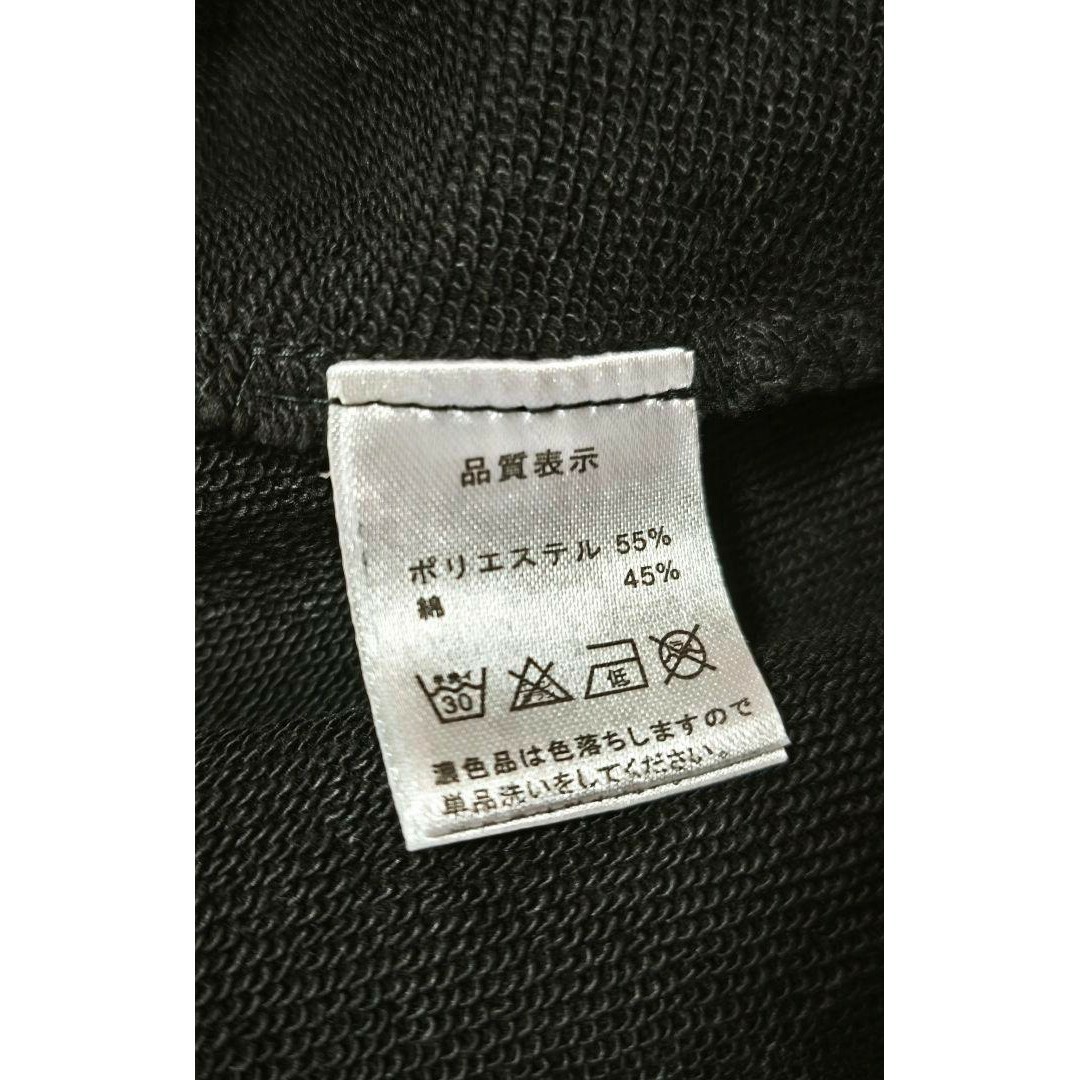 品質表示
ポリエステル 55%
綿 45%
30
低
濃色品は色落ちしますので
単品洗いをしてください。